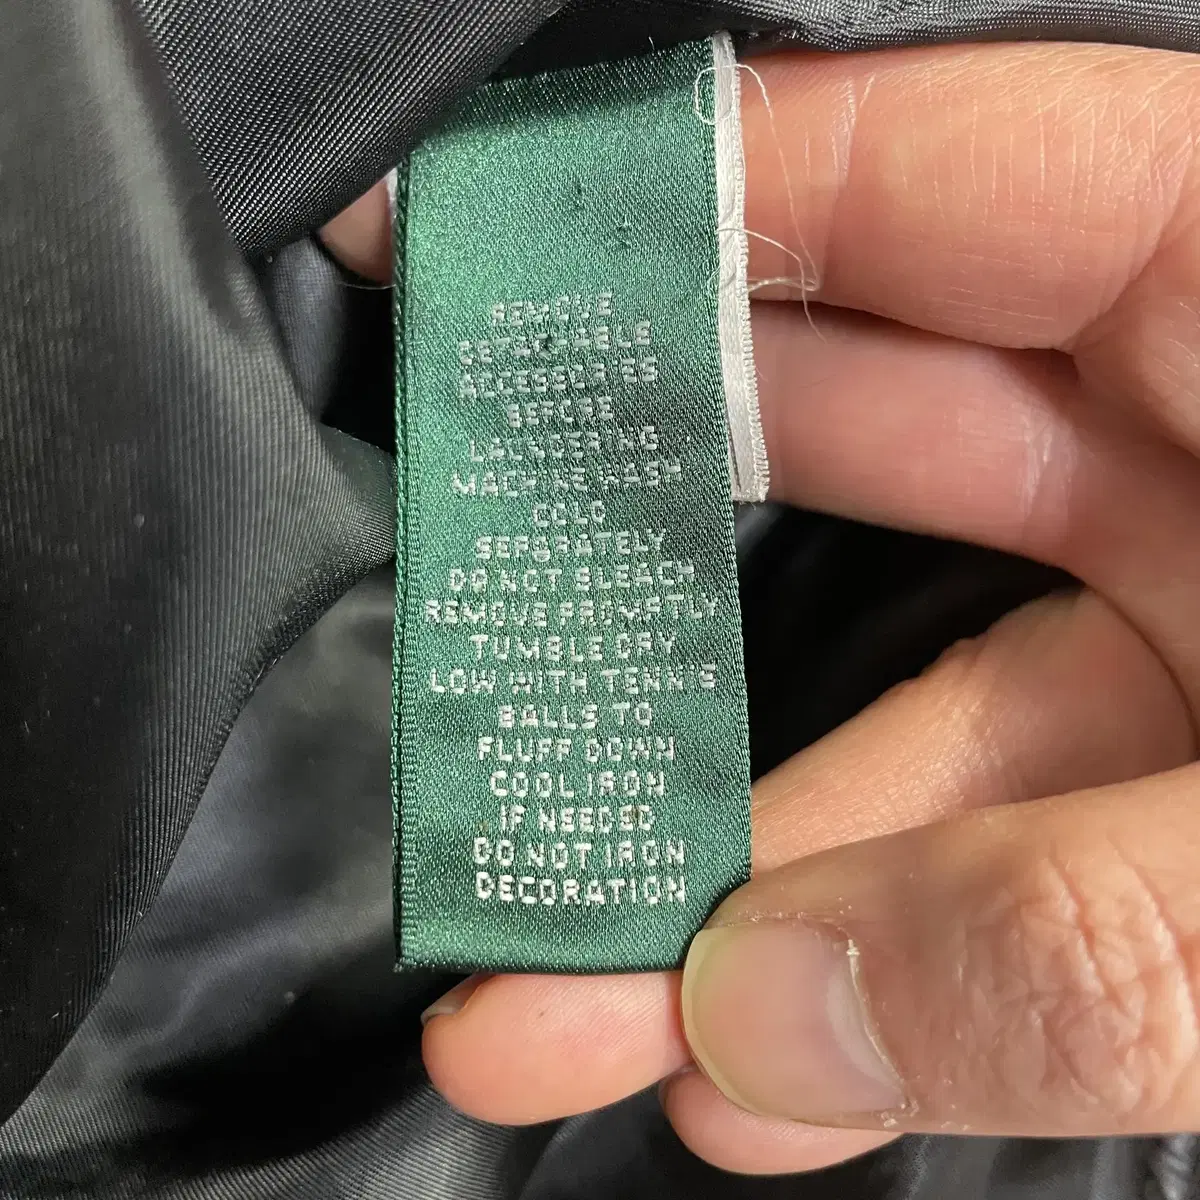 REMOVE
DETACHABLE
ACCESSORIES
BEFORE
LAUNDERING
MACHINE WASH
COLD
SEPARATELY
DO NOT BLEACH
REMOVE PROMPTLY
TUMBLE DRY
LOW WITH TENNIS
BALLS TO
FLUFF DOWN
COOL IRON
IF NEEDED
DO NOT IRON
DECORATION